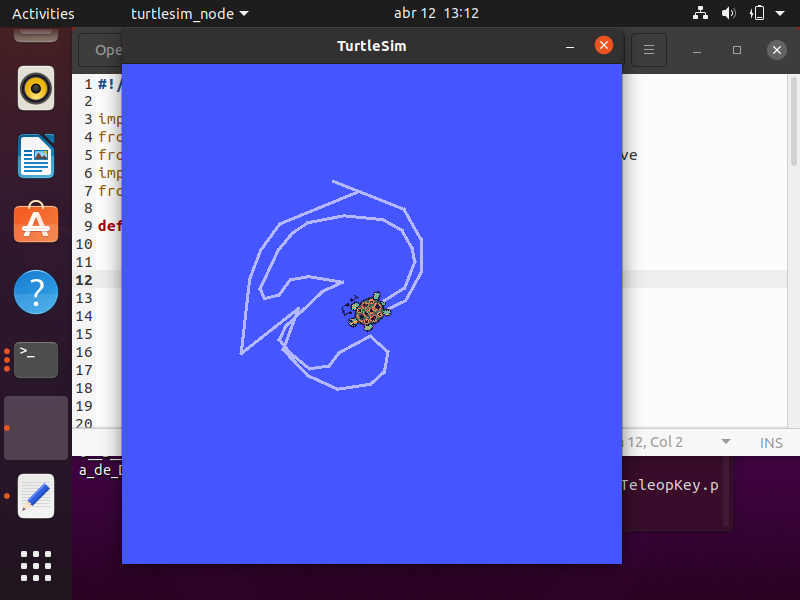 Activities turtlesim_node abr 12 13:12
TurtleSim
Ope
1 #!/
2
3 imp
4 fro
5 fro ve
6 imp
7 fro
8
9 def
10
11
12
13
14
15
16
17
18
19
20
12, Col 2 INS
a_de_D
TeleopKey.p
>_
?